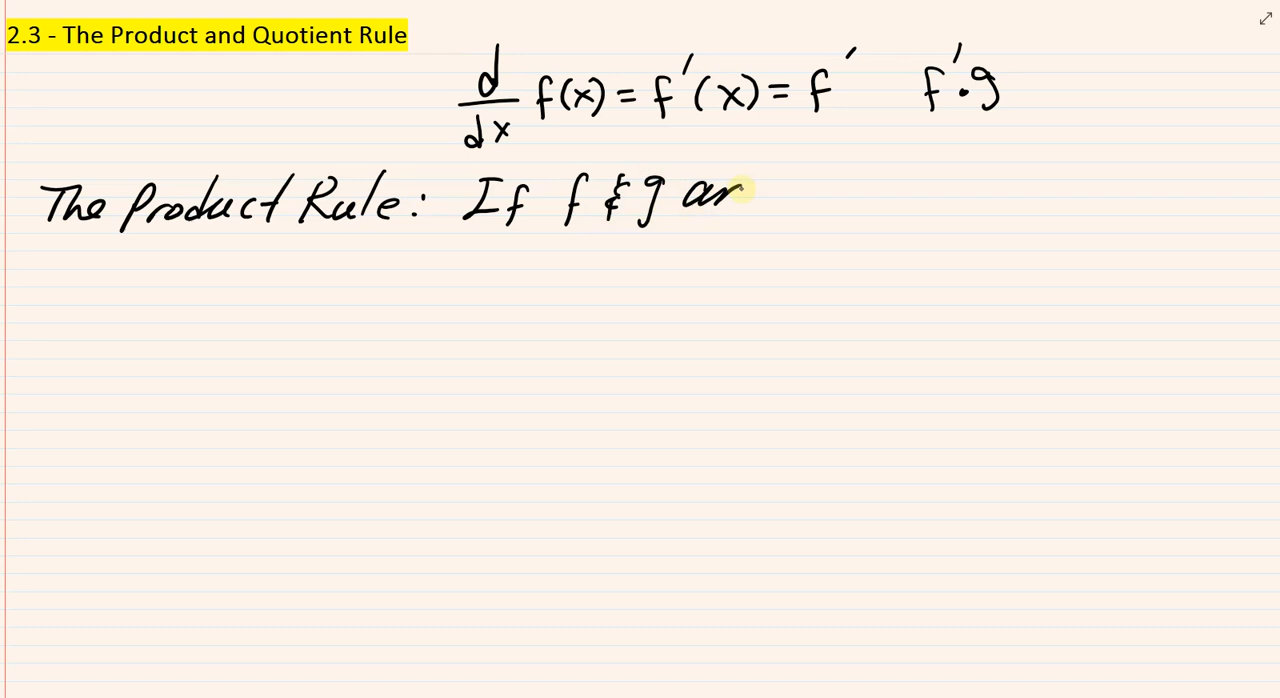 2.3 - The Product and Quotient Rule
d/dx f(x) = f'(x) = f' f'·g
The Product Rule: If f & g ar